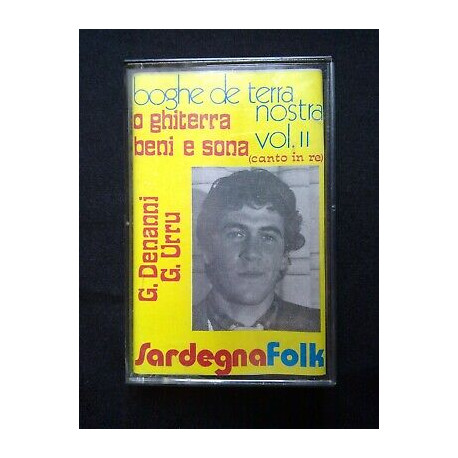 boghe de terra
nostra
o ghiterra
vol. II
beni e sona
(canto in re)
G. Denanni
G. Urru
SardegnaFolk